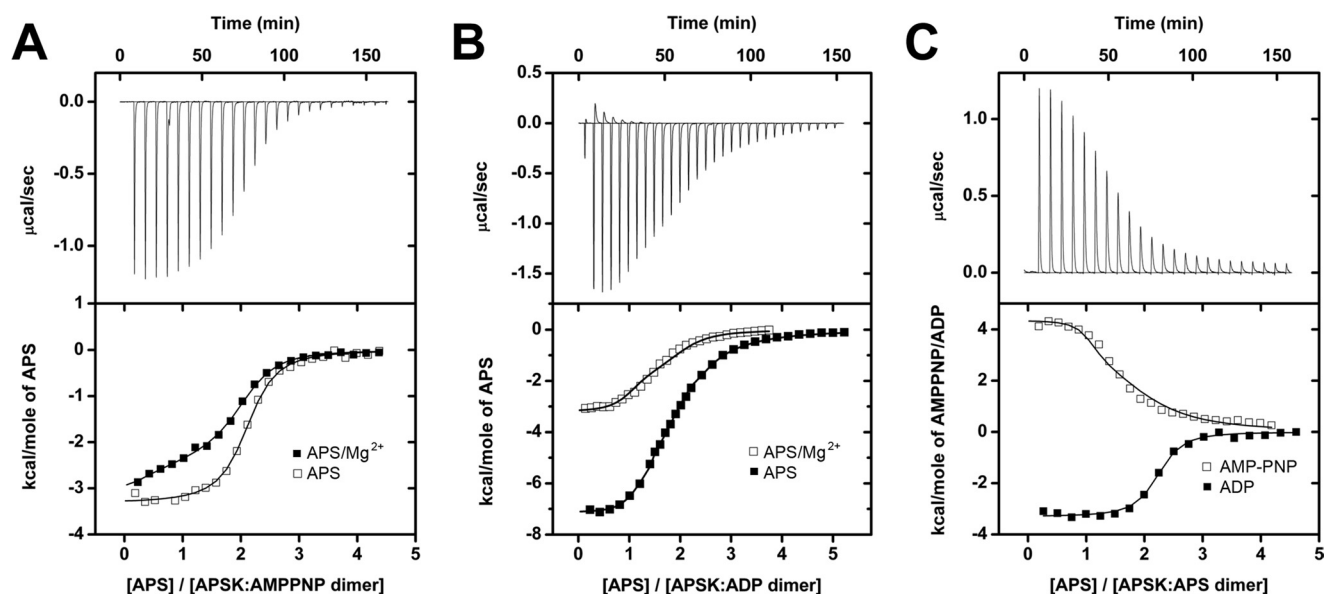 A
Time (min)
0 50 100 150
0.0
-0.5
-1.0
µcal/sec
1
0
-1
-2
-3
-4
kcal/mole of APS
APS/Mg2+
APS
0 1 2 3 4 5
[APS] / [APSK:AMPPNP dimer]
B
Time (min)
0 50 100 150
0.5
0.0
-0.5
-1.0
-1.5
µcal/sec
0
-2
-4
-6
-8
kcal/mole of APS
APS/Mg2+
APS
0 1 2 3 4 5
[APS] / [APSK:ADP dimer]
C
Time (min)
0 50 100 150
1.0
0.5
0.0
µcal/sec
4
2
0
-2
-4
kcal/mole of AMPPNP/ADP
AMP-PNP
ADP
0 1 2 3 4 5
[APS] / [APSK:APS dimer]